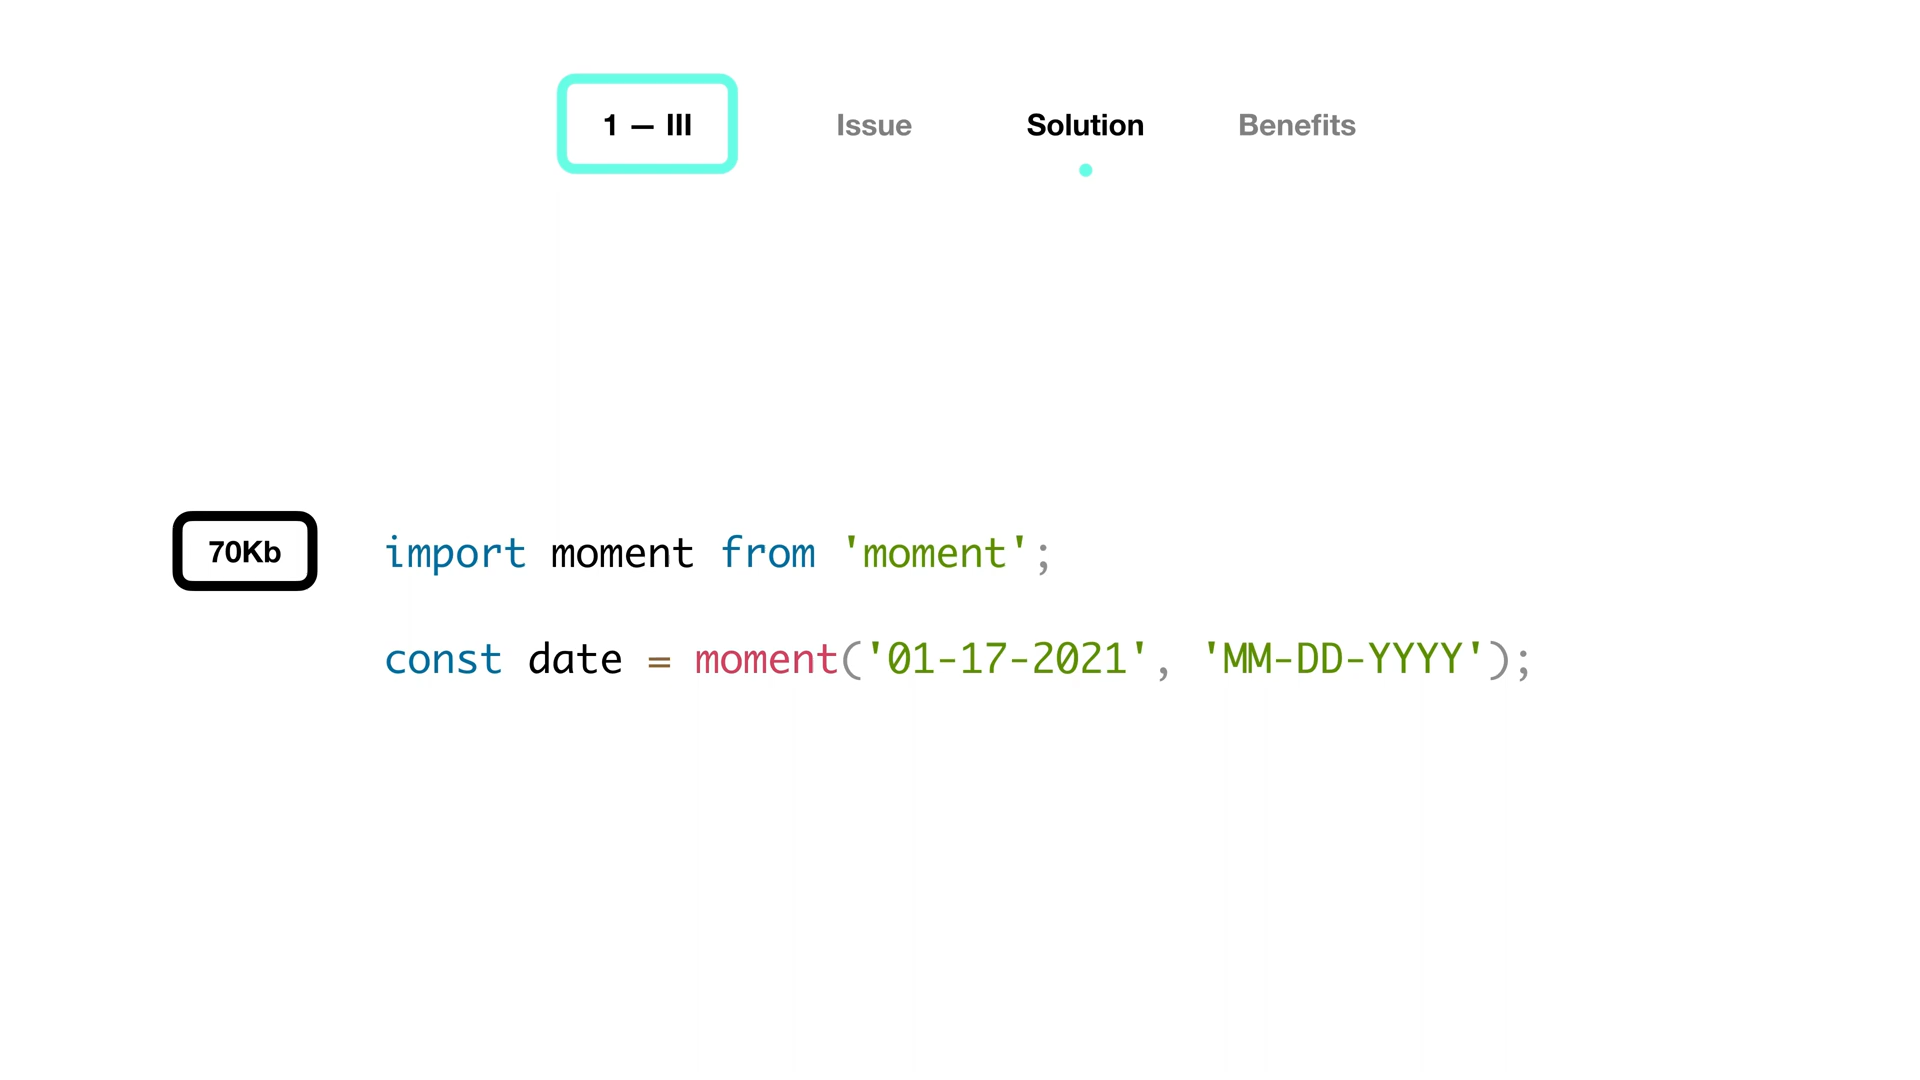 1 — III Issue Solution Benefits
70Kb import moment from 'moment';
const date = moment('01-17-2021', 'MM-DD-YYYY');